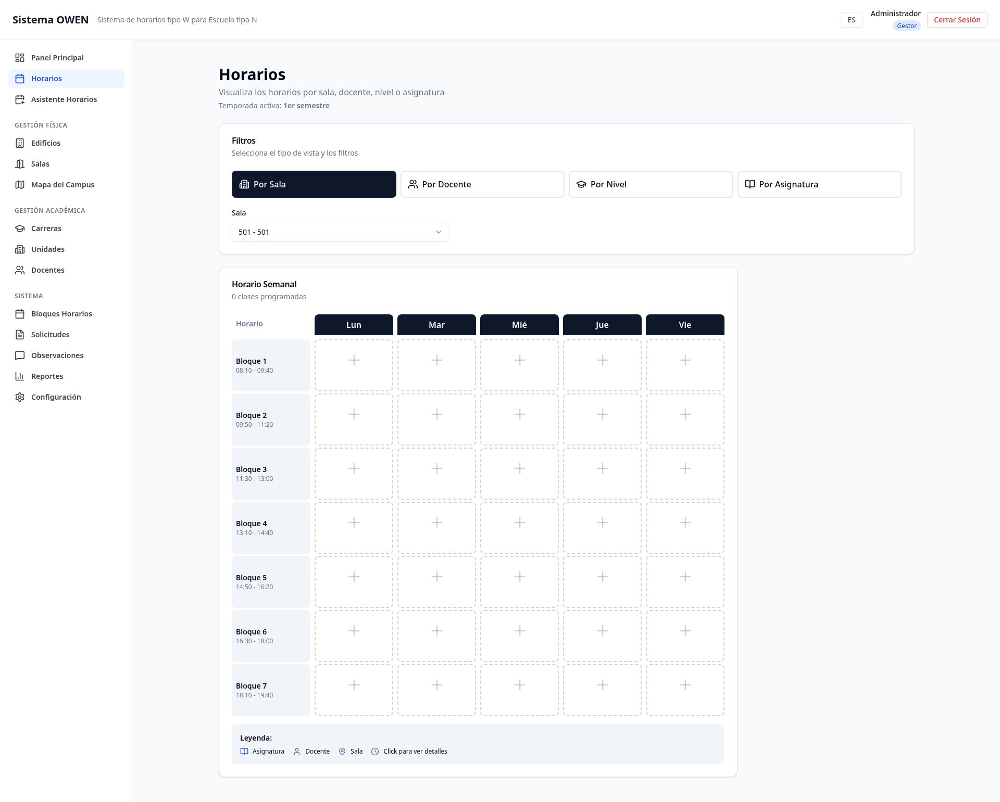 Sistema OWEN Sistema de horarios tipo W para Escuela tipo N
ES
Administrador
Gestor
Cerrar Sesión
Panel Principal
Horarios
Asistente Horarios
GESTIÓN FÍSICA
Edificios
Salas
Mapa del Campus
GESTIÓN ACADÉMICA
Carreras
Unidades
Docentes
SISTEMA
Bloques Horarios
Solicitudes
Observaciones
Reportes
Configuración
Horarios
Visualiza los horarios por sala, docente, nivel o asignatura
Temporada activa: 1er semestre
Filtros
Selecciona el tipo de vista y los filtros
Por Sala Por Docente Por Nivel Por Asignatura
Sala
501 - 501
Horario Semanal
0 clases programadas
Horario Lun Mar Mié Jue Vie
Bloque 1
08:10 - 09:40
Bloque 2
09:50 - 11:20
Bloque 3
11:30 - 13:00
Bloque 4
13:10 - 14:40
Bloque 5
14:50 - 16:20
Bloque 6
16:30 - 18:00
Bloque 7
18:10 - 19:40
Leyenda:
Asignatura Docente Sala Click para ver detalles